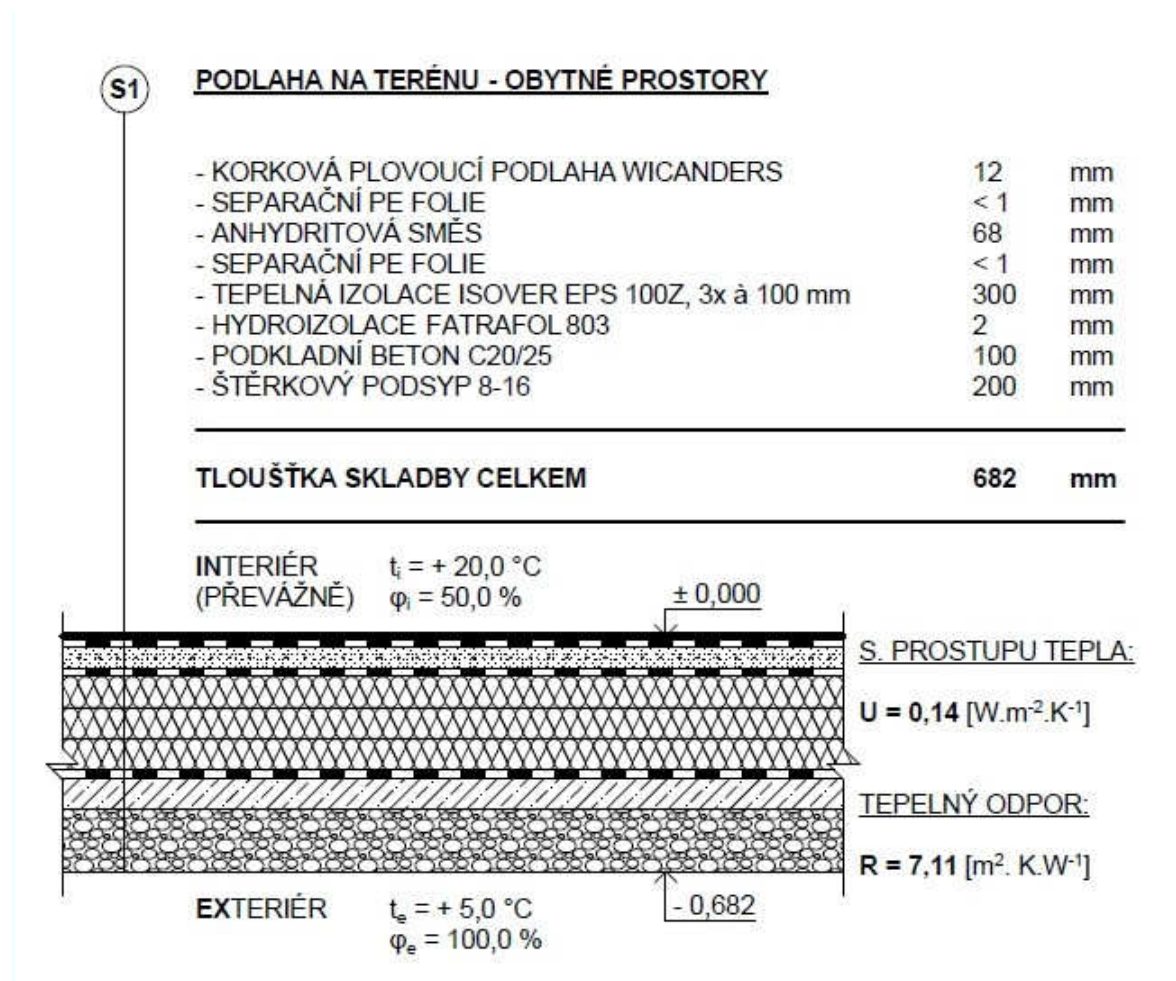 S1 PODLAHA NA TERÉNU - OBYTNÉ PROSTORY
- KORKOVÁ PLOVOUCÍ PODLAHA WICANDERS 12 mm
- SEPARAČNÍ PE FOLIE < 1 mm
- ANHYDRITOVÁ SMĚS 68 mm
- SEPARAČNÍ PE FOLIE < 1 mm
- TEPELNÁ IZOLACE ISOVER EPS 100Z, 3x à 100 mm 300 mm
- HYDROIZOLACE FATRAFOL 803 2 mm
- PODKLADNÍ BETON C20/25 100 mm
- ŠTĚRKOVÝ PODSYP 8-16 200 mm
TLOUŠŤKA SKLADBY CELKEM 682 mm
INTERIÉR tᵢ = + 20,0 °C
(PŘEVÁŽNĚ) φᵢ = 50,0 % ± 0,000
S. PROSTUPU TEPLA:
U = 0,14 [W.m⁻².K⁻¹]
TEPELNÝ ODPOR:
R = 7,11 [m². K.W⁻¹]
EXTERIÉR tₑ = + 5,0 °C - 0,682
φₑ = 100,0 %